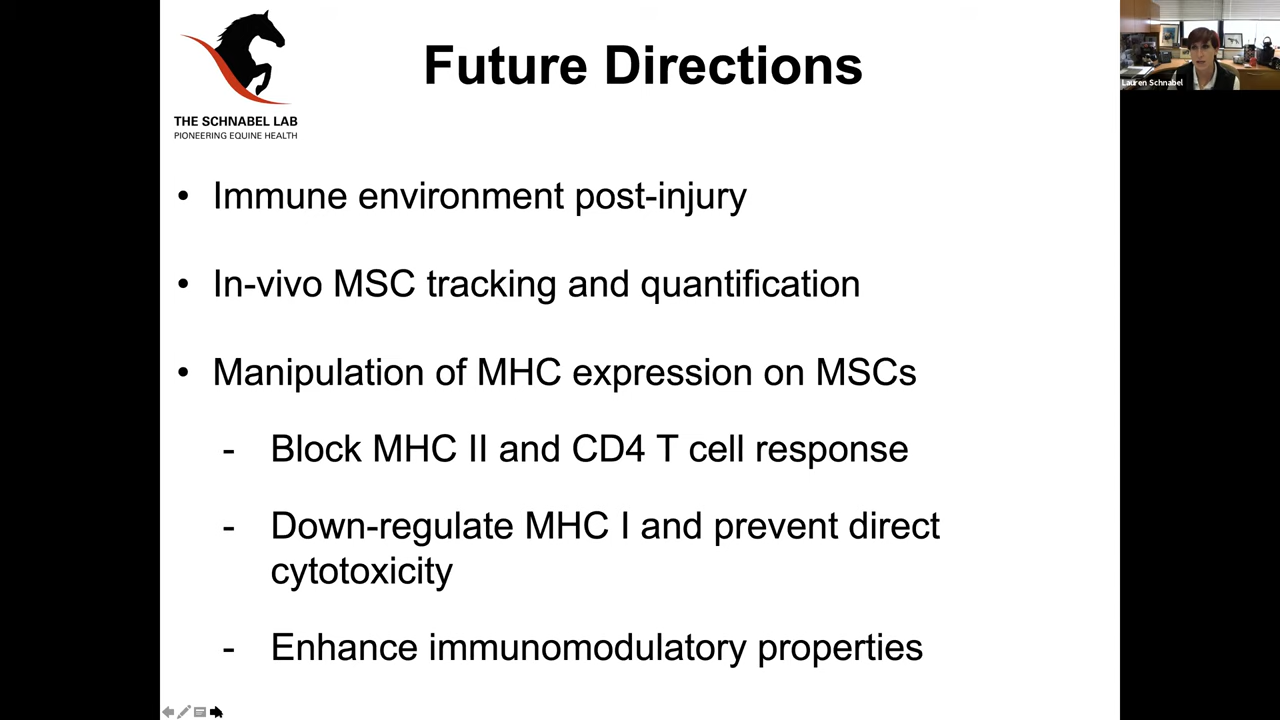 Future Directions
THE SCHNABEL LAB
PIONEERING EQUINE HEALTH
Lauren Schnabel
• Immune environment post-injury
• In-vivo MSC tracking and quantification
• Manipulation of MHC expression on MSCs
- Block MHC II and CD4 T cell response
- Down-regulate MHC I and prevent direct
cytotoxicity
- Enhance immunomodulatory properties